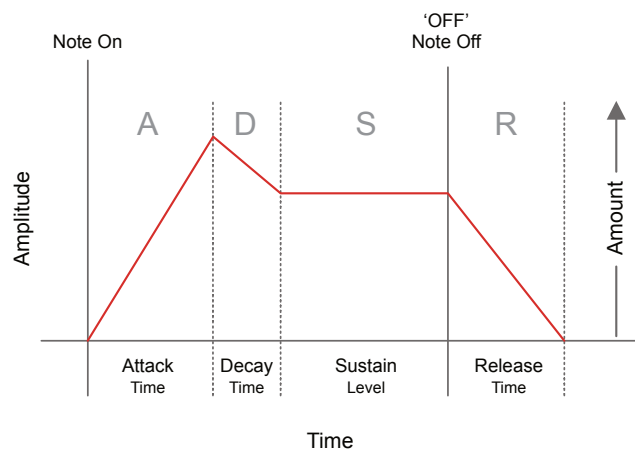 ‘OFF’
Note On
Note Off
A
D
S
R
Amplitude
Amount
Attack
Time
Decay
Time
Sustain
Level
Release
Time
Time